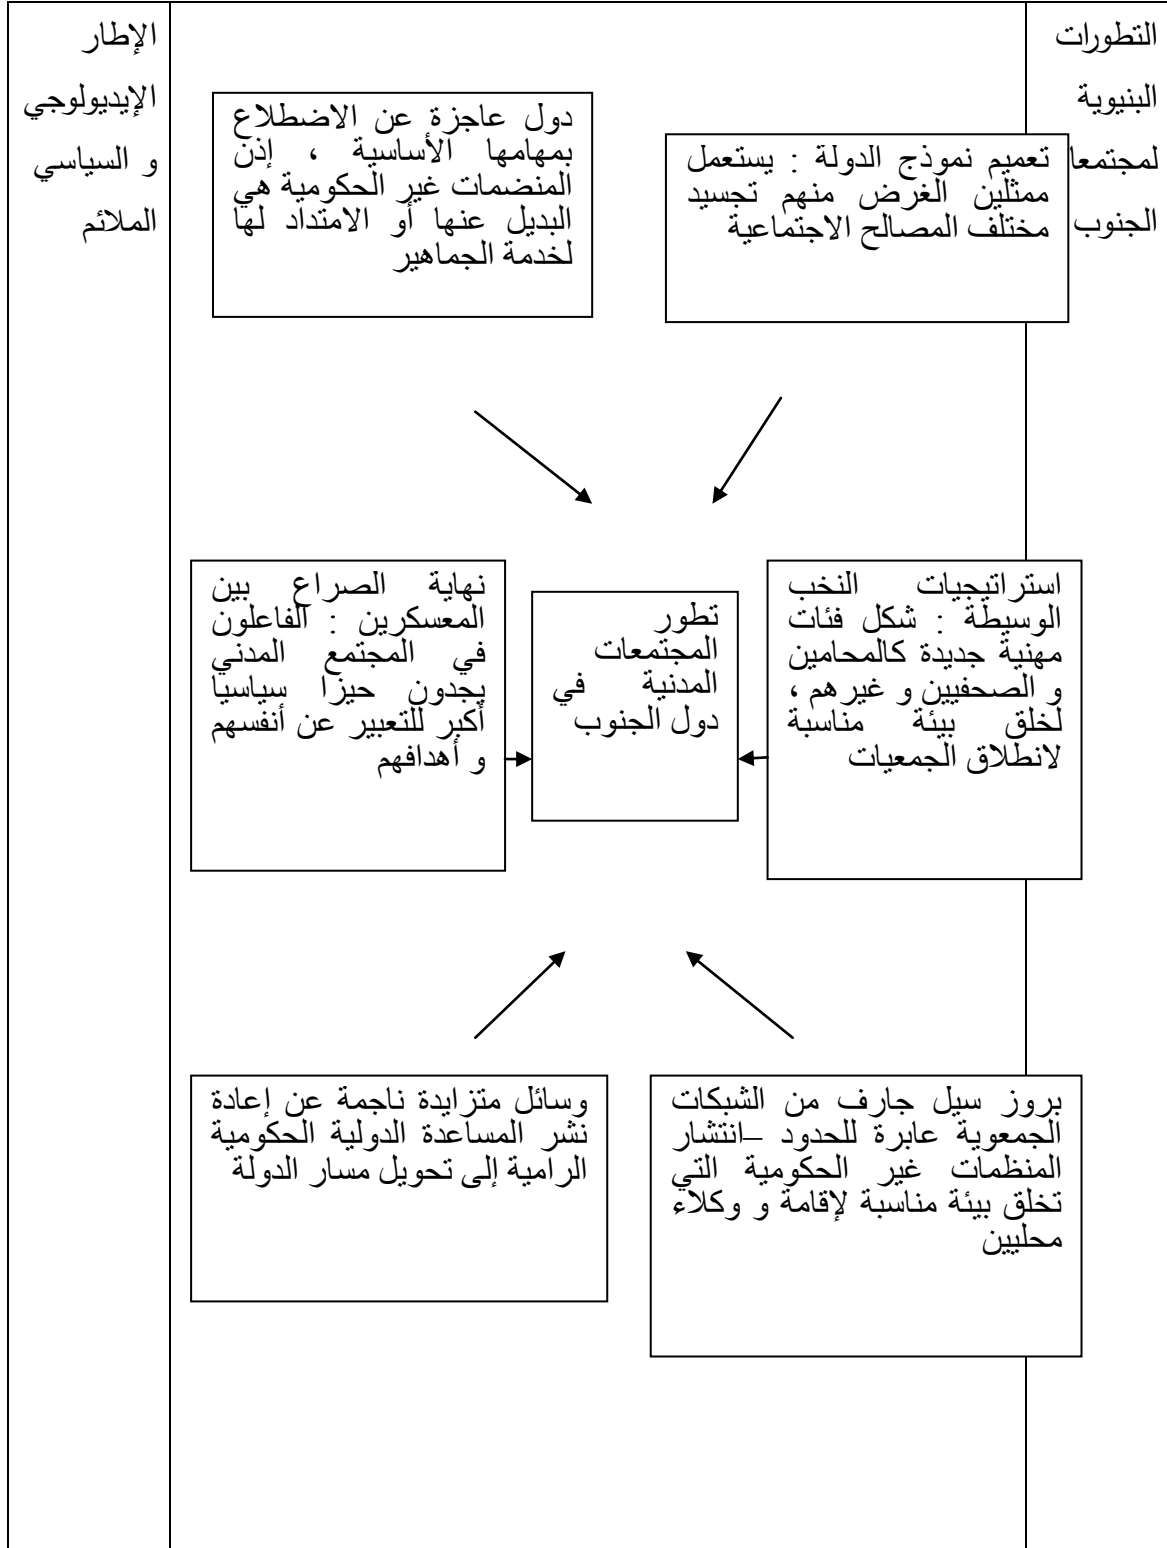 التطورات
البنيوية
لمجتمعا
الجنوب
تعميم نموذج الدولة : يستعمل
ممثلين الغرض منهم تجسيد
مختلف المصالح الاجتماعية
دول عاجزة عن الاضطلاع
بمهامها الأساسية ، إذن
المنضمات غير الحكومية هي
البديل عنها أو الامتداد لها
لخدمة الجماهير
الإطار
الإيديولوجي
و السياسي
الملائم
استراتيجيات النخب
الوسيطة : شكل فئات
مهنية جديدة كالمحامين
و الصحفيين و غيرهم ،
لخلق بيئة مناسبة
لانطلاق الجمعيات
تطور
المجتمعات
المدنية في
دول الجنوب
نهاية الصراع بين
المعسكرين : الفاعلون
في المجتمع المدني
يجدون حيزا سياسيا
أكبر للتعبير عن أنفسهم
و أهدافهم
بروز سيل جارف من الشبكات
الجمعوية عابرة للحدود –انتشار
المنظمات غير الحكومية التي
تخلق بيئة مناسبة لإقامة و وكلاء
محليين
وسائل متزايدة ناجمة عن إعادة
نشر المساعدة الدولية الحكومية
الرامية إلى تحويل مسار الدولة